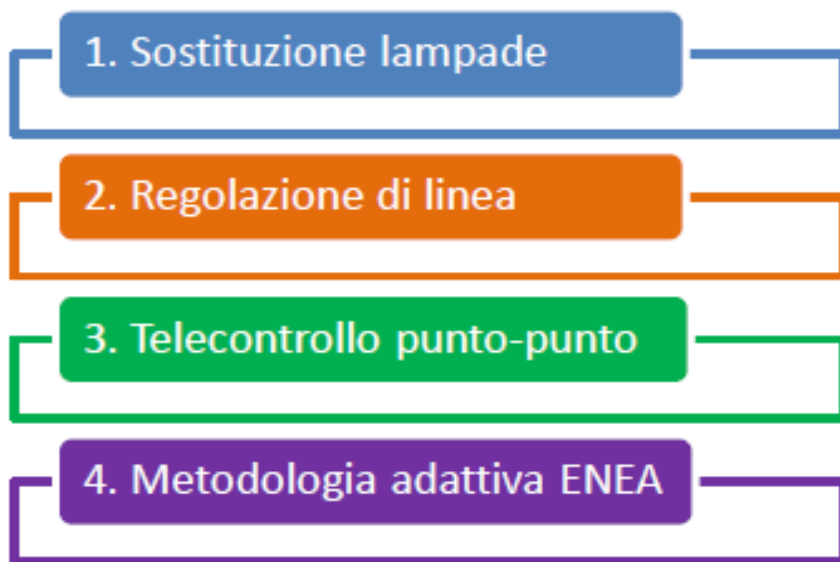 1. Sostituzione lampade
2. Regolazione di linea
3. Telecontrollo punto-punto
4. Metodologia adattiva ENEA